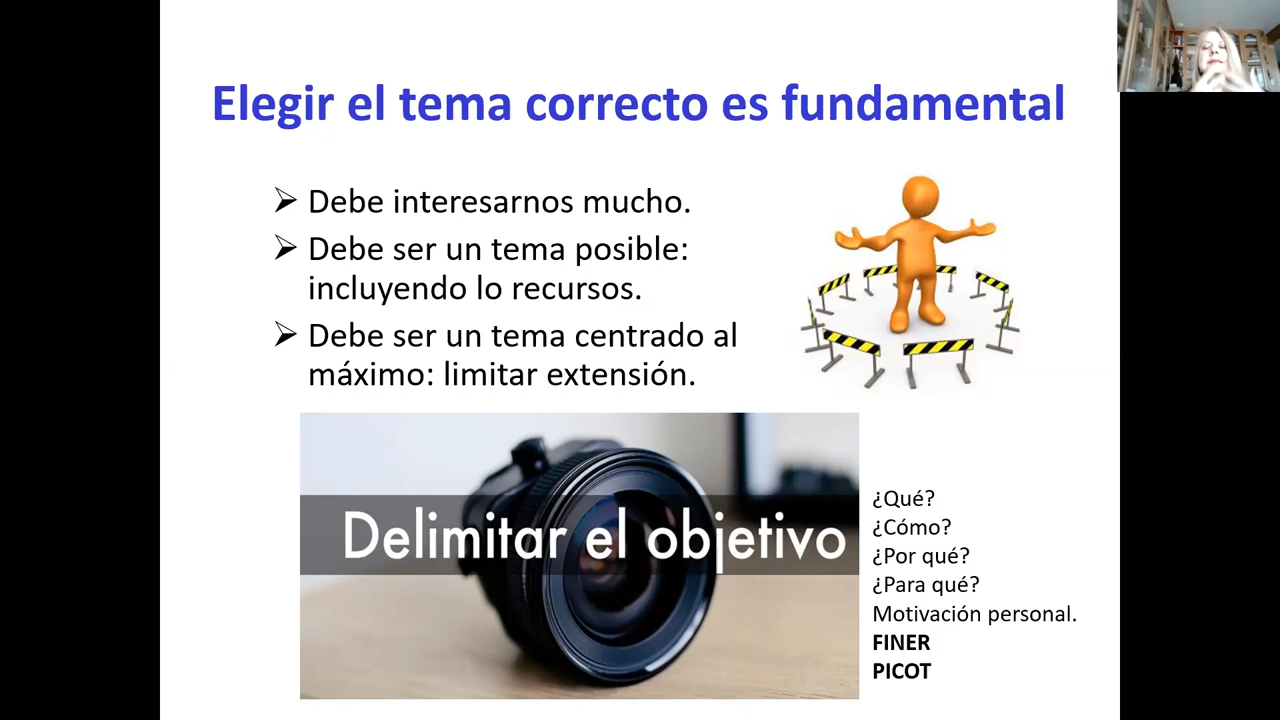 Elegir el tema correcto es fundamental
➢ Debe interesarnos mucho.
➢ Debe ser un tema posible:
incluyendo lo recursos.
➢ Debe ser un tema centrado al
máximo: limitar extensión.
Delimitar el objetivo
¿Qué?
¿Cómo?
¿Por qué?
¿Para qué?
Motivación personal.
FINER
PICOT